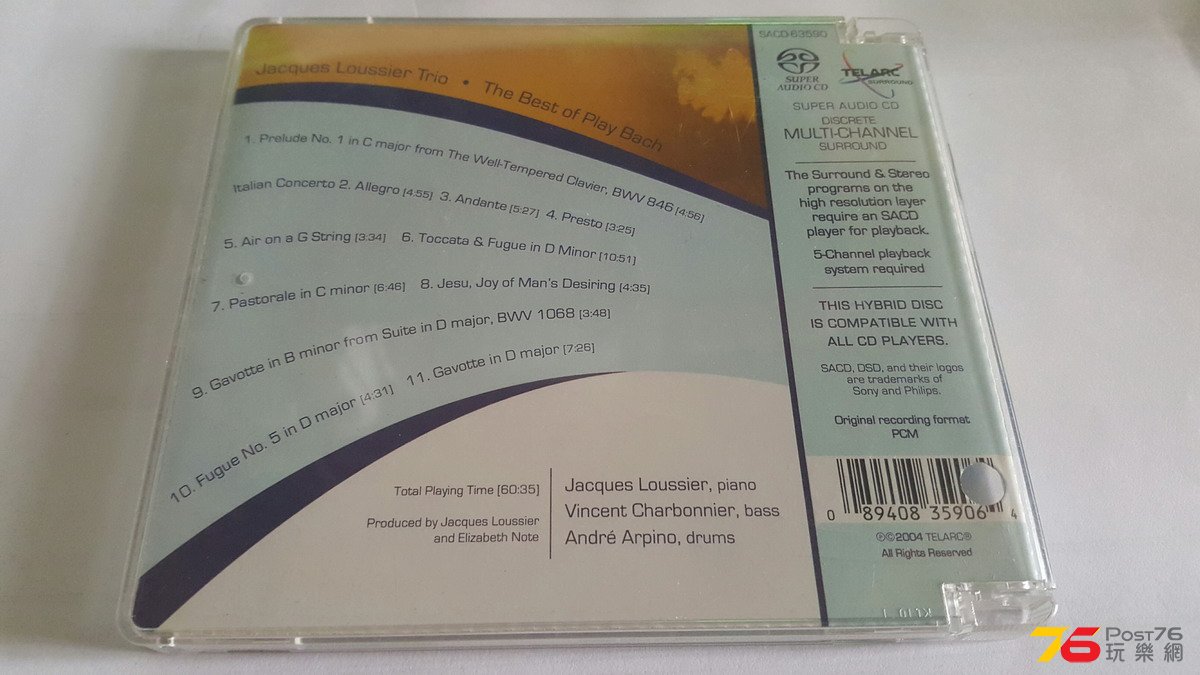 Jacques Loussier Trio • The Best of Play Bach
1. Prelude No. 1 in C major from The Well-Tempered Clavier, BWV 846 [4:56]
Italian Concerto 2. Allegro [4:55] 3. Andante [5:27] 4. Presto [3:25]
5. Air on a G String [3:34] 6. Toccata & Fugue in D Minor [10:51]
7. Pastorale in C minor [6:46] 8. Jesu, Joy of Man's Desiring [4:35]
9. Gavotte in B minor from Suite in D major, BWV 1068 [3:48]
10. Fugue No. 5 in D major [4:31] 11. Gavotte in D major [7:26]
Total Playing Time [60:35]
Produced by Jacques Loussier
and Elizabeth Note
Jacques Loussier, piano
Vincent Charbonnier, bass
André Arpino, drums
SACD-63590
SUPER
AUDIO CD
TELARC
SURROUND
SUPER AUDIO CD
DISCRETE
MULTI-CHANNEL
SURROUND
The Surround & Stereo
programs on the
high resolution layer
require an SACD
player for playback.
5-Channel playback
system required
THIS HYBRID DISC
IS COMPATIBLE WITH
ALL CD PLAYERS.
SACD, DSD, and their logos
are trademarks of
Sony and Philips.
Original recording format
PCM
0 89408 35906 4
℗©2004 TELARC®
All Rights Reserved
76 POST76
玩樂網